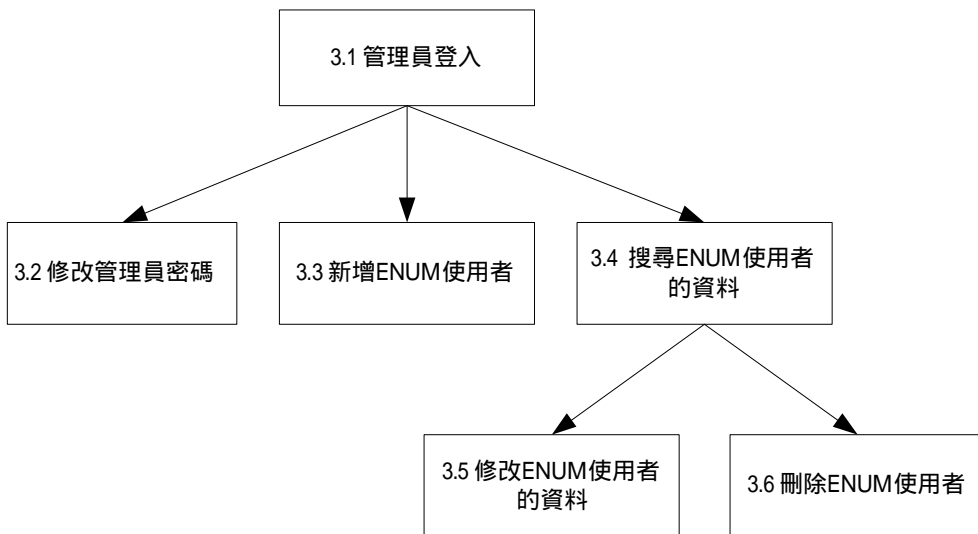 3.1 管理員登入
3.2 修改管理員密碼
3.3 新增ENUM使用者
3.4 搜尋ENUM使用者
的資料
3.5 修改ENUM使用者
的資料
3.6 刪除ENUM使用者